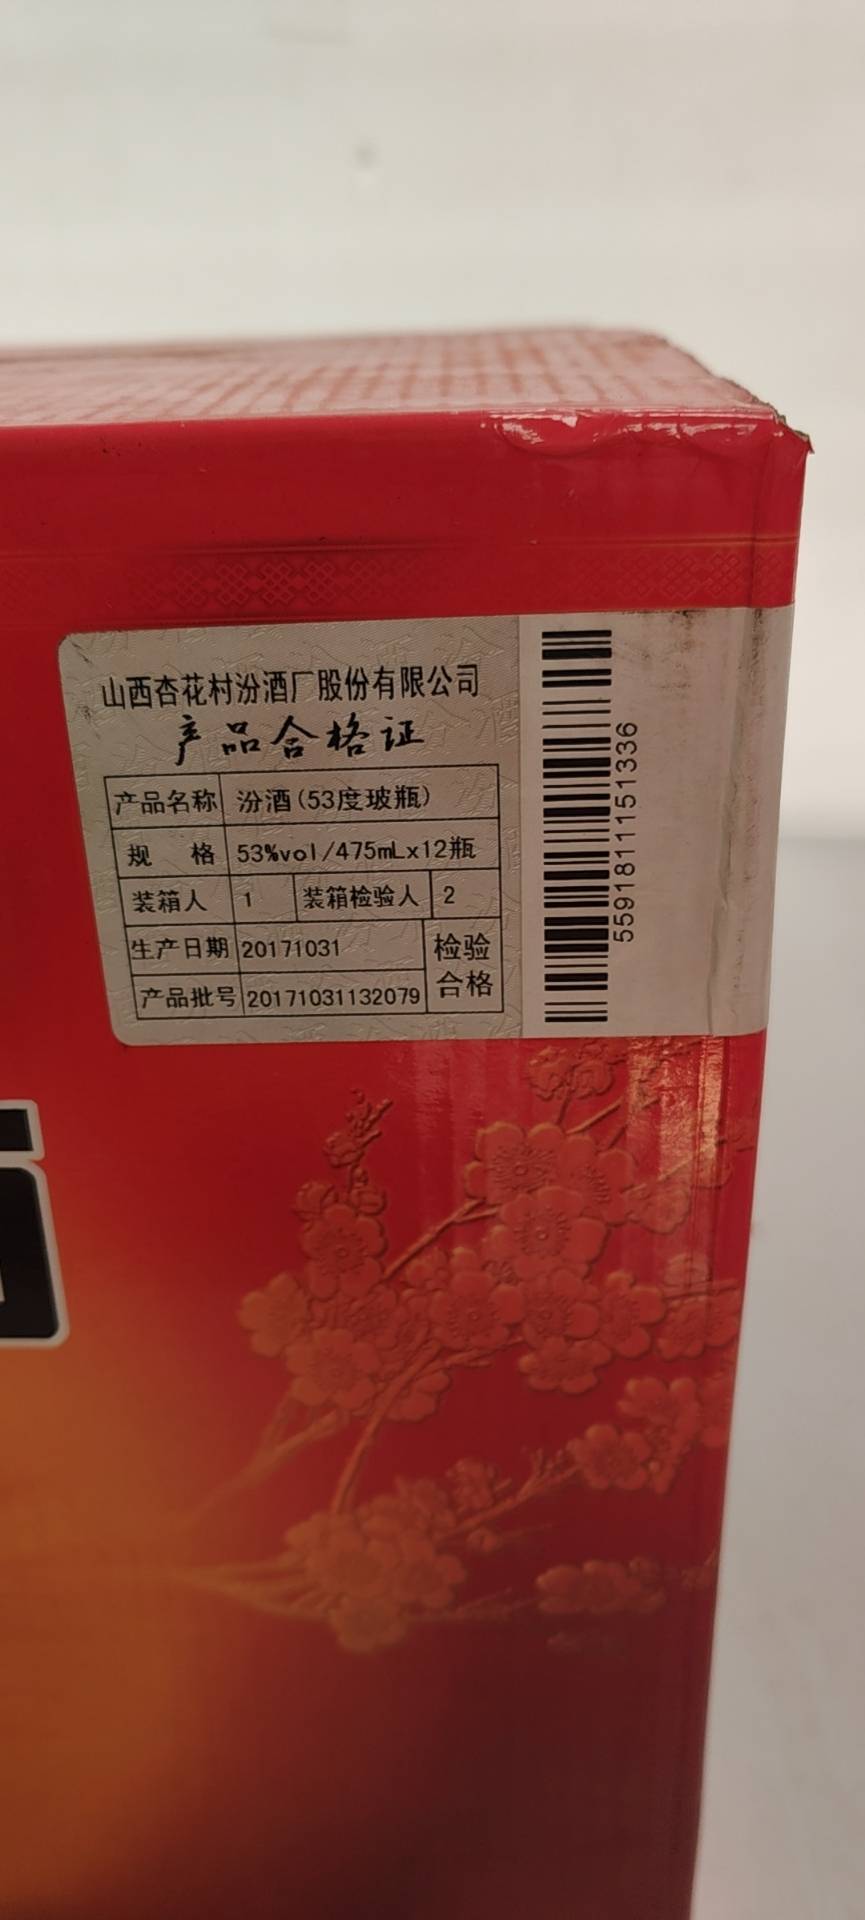 山西杏花村汾酒厂股份有限公司
产品合格证
产品名称 汾酒(53度玻瓶)
规 格 53%vol/475mLx12瓶
装箱人 1 装箱检验人 2
生产日期 20171031 检验
产品批号 20171031132079 合格
559181115​1336